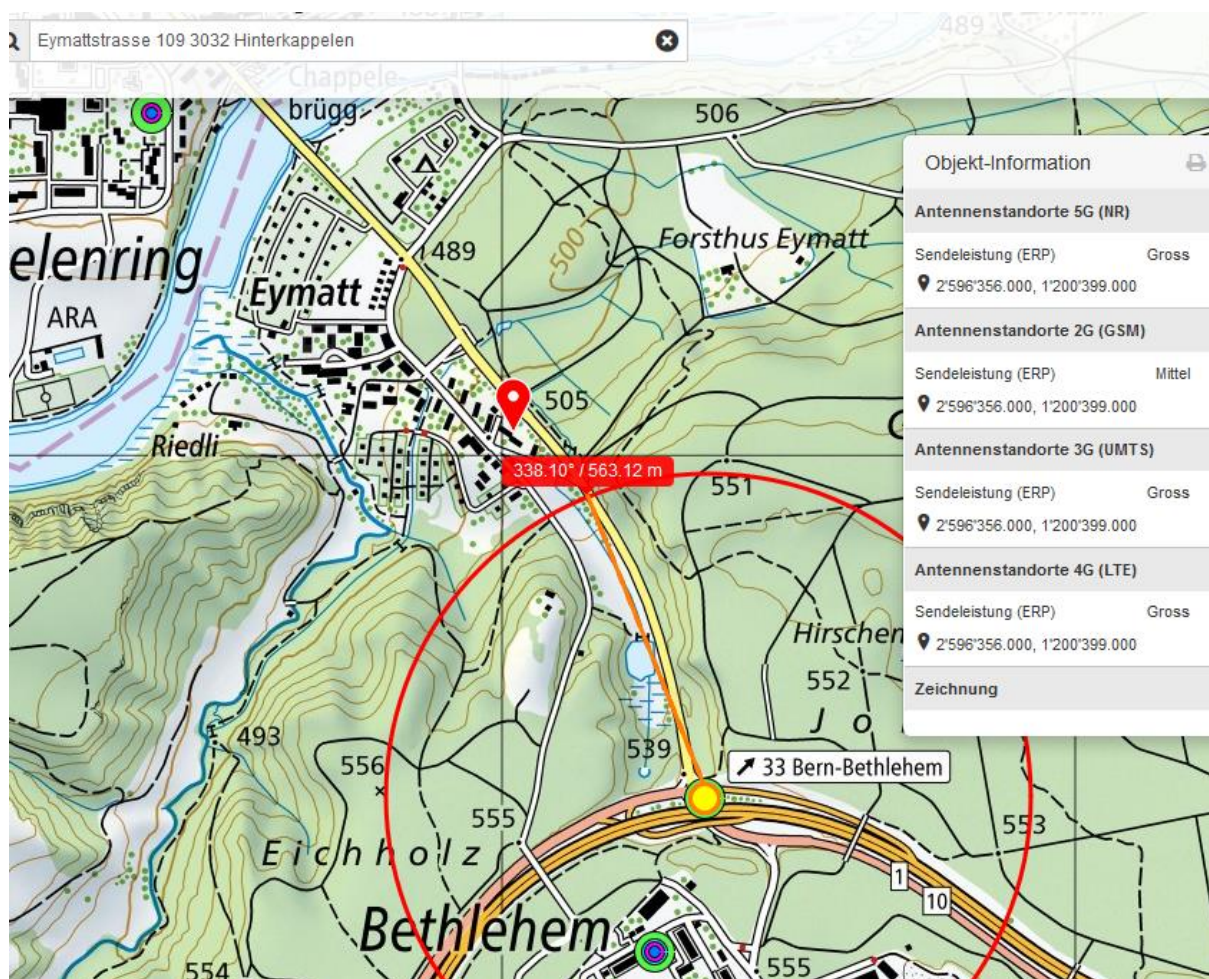 Eymattstrasse 109 3032 Hinterkappelen
489
Chappele-
brügg
506
Objekt-Information
Antennenstandorte 5G (NR)
Sendeleistung (ERP) Gross
2'596'356.000, 1'200'399.000
Antennenstandorte 2G (GSM)
Sendeleistung (ERP) Mittel
2'596'356.000, 1'200'399.000
Antennenstandorte 3G (UMTS)
Sendeleistung (ERP) Gross
2'596'356.000, 1'200'399.000
Antennenstandorte 4G (LTE)
Sendeleistung (ERP) Gross
2'596'356.000, 1'200'399.000
Zeichnung
elenring
489
Forsthus Eymatt
500
Eymatt
ARA
505
Riedli
338.10° / 563.12 m
551
Hirschen
552
J o
493
539
556
33 Bern-Bethlehem
555
553
Eichholz
1
10
Bethlehem
554
555